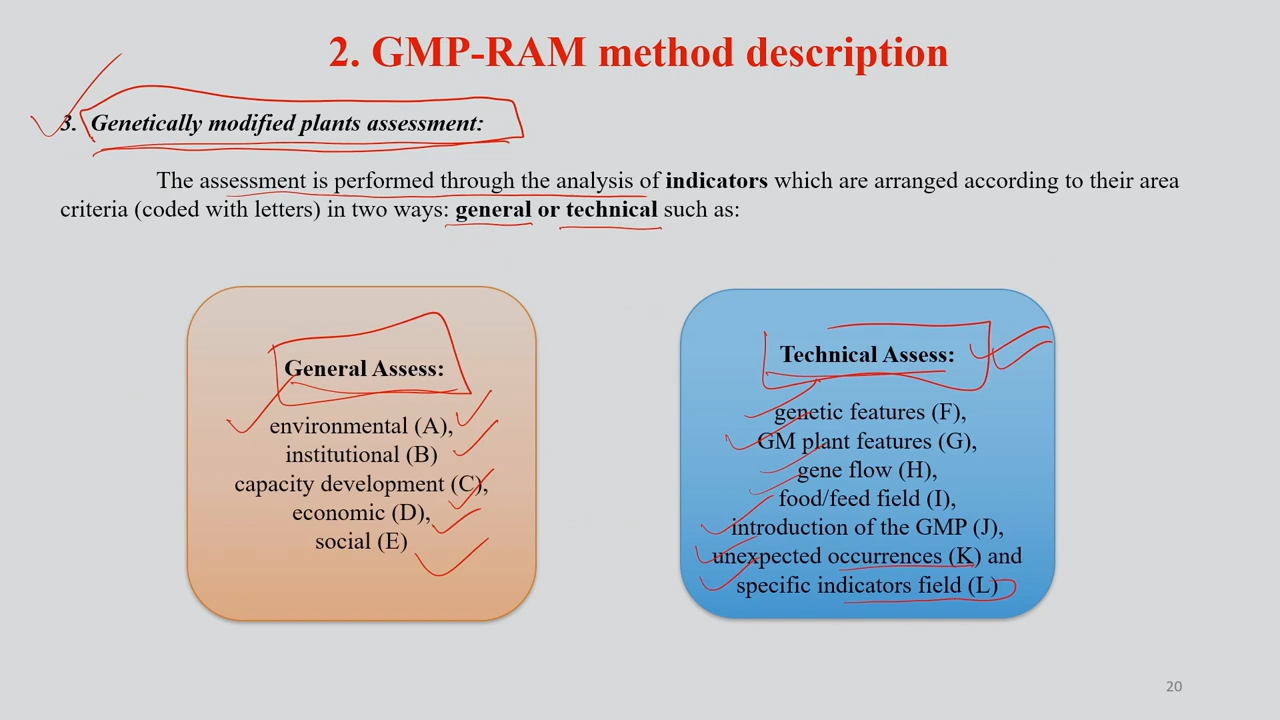 2. GMP-RAM method description
3. Genetically modified plants assessment:
The assessment is performed through the analysis of indicators which are arranged according to their area
criteria (coded with letters) in two ways: general or technical such as:
General Assess:
environmental (A),
institutional (B)
capacity development (C),
economic (D),
social (E)
Technical Assess:
genetic features (F),
GM plant features (G),
gene flow (H),
food/feed field (I),
introduction of the GMP (J),
unexpected occurrences (K) and
specific indicators field (L)
20